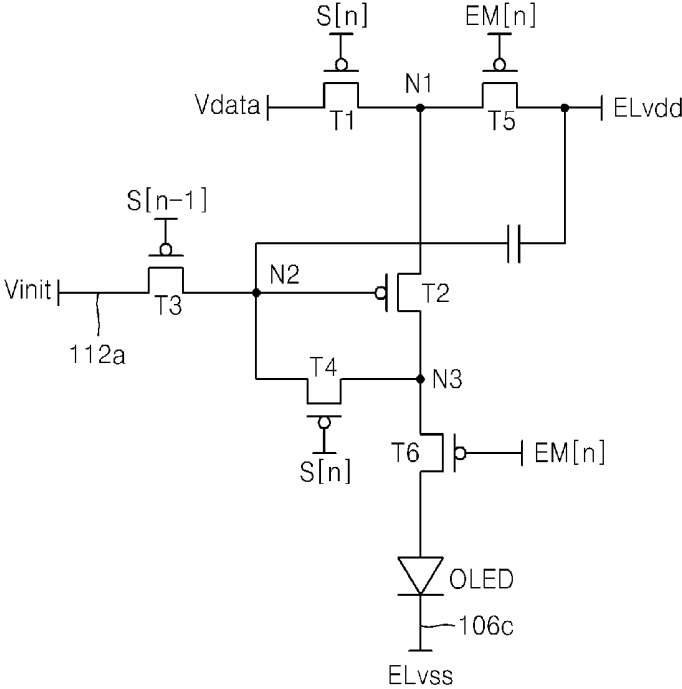 S[n]
EM[n]
N1
Vdata
T1
T5
ELvdd
S[n-1]
N2
Vinit
T3
T2
112a
T4
N3
T6
EM[n]
S[n]
OLED
106c
ELvss